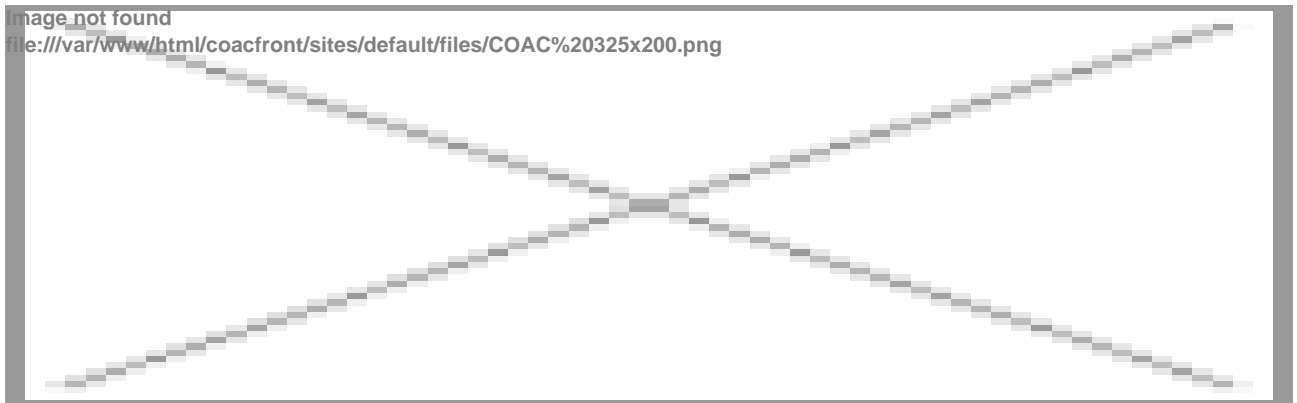 Image not found
file:///var/www/html/coacfront/sites/default/files/COAC%20325x200.png